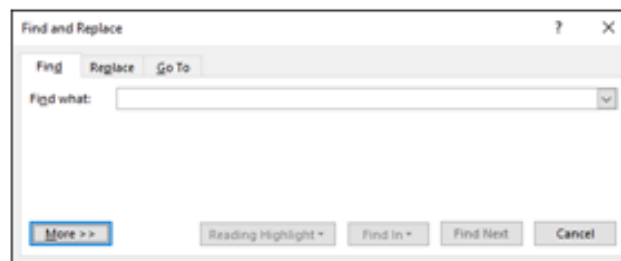 Find and Replace ? ×
Find Replace Go To
Find what:
More >> Reading Highlight Find In Find Next Cancel